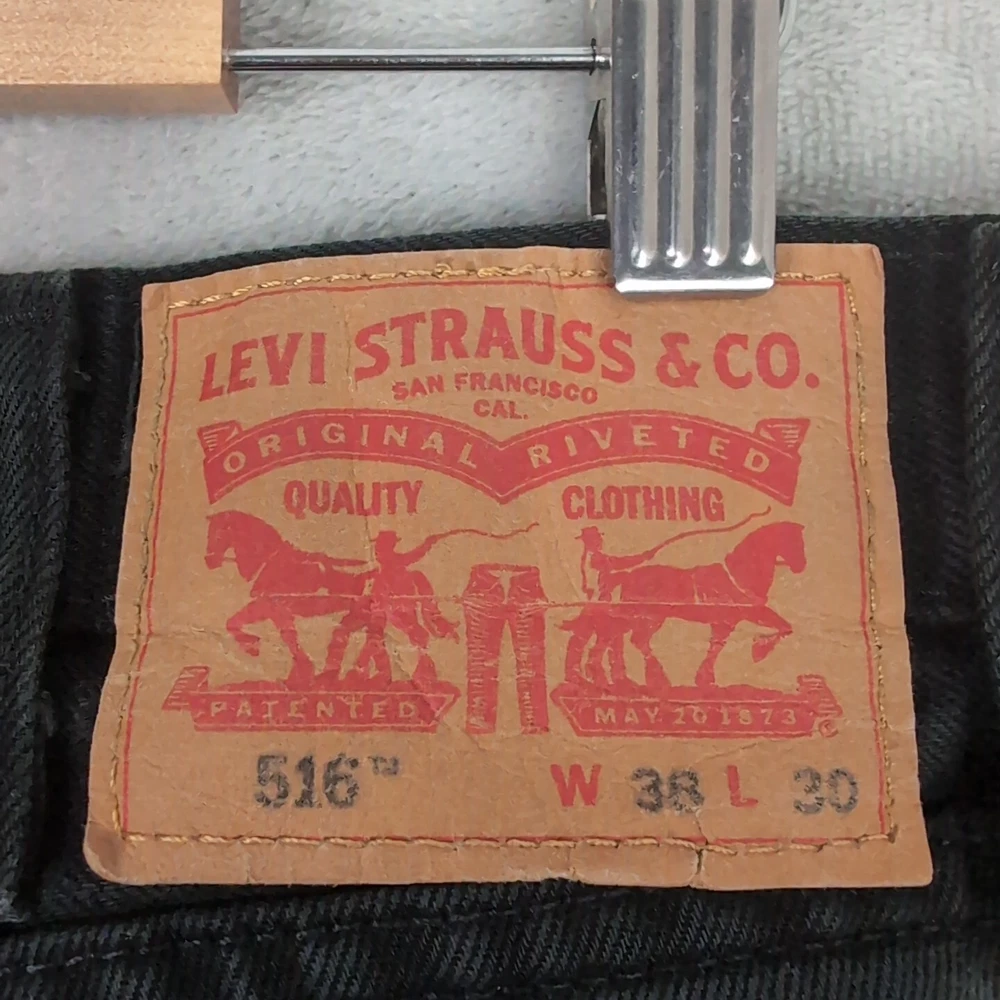 LEVI STRAUSS & CO.
SAN FRANCISCO
CAL.
ORIGINAL RIVETED
QUALITY CLOTHING
PATENTED MAY 20 1873
516™ W 38 L 30